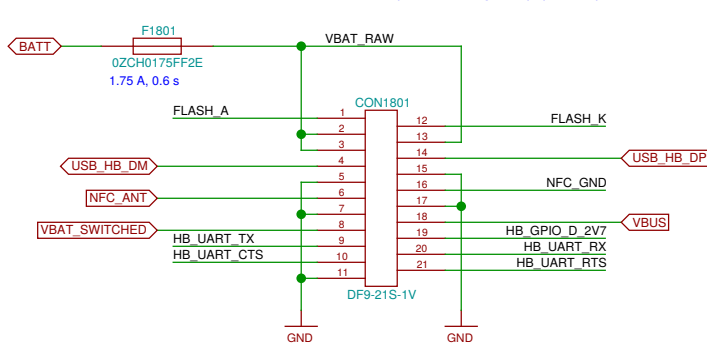 F1801
BATT
VBAT_RAW
0ZCH0175FF2E
1.75 A, 0.6 s
CON1801
FLASH_A
1
12
FLASH_K
2
13
3
14
USB_HB_DP
USB_HB_DM
4
15
5
16
NFC_GND
NFC_ANT
6
17
7
18
VBUS
VBAT_SWITCHED
8
19
HB_GPIO_D_2V7
HB_UART_TX
9
20
HB_UART_RX
HB_UART_CTS
10
21
HB_UART_RTS
11
DF9-21S-1V
GND
GND